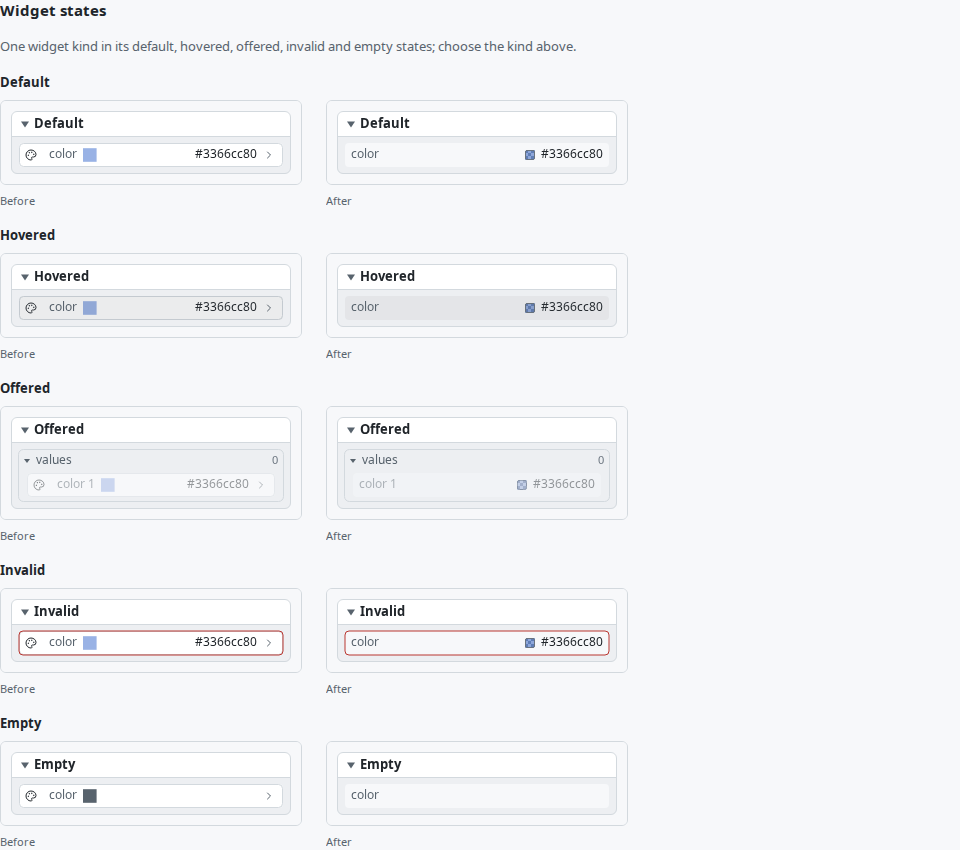 Widget states
One widget kind in its default, hovered, offered, invalid and empty states; choose the kind above.
Default
Default
color #3366cc80
Before
Default
color #3366cc80
After
Hovered
Hovered
color #3366cc80
Before
Hovered
color #3366cc80
After
Offered
Offered
values 0
color 1 #3366cc80
Before
Offered
values 0
color 1 #3366cc80
After
Invalid
Invalid
color #3366cc80
Before
Invalid
color #3366cc80
After
Empty
Empty
color
Before
Empty
color
After